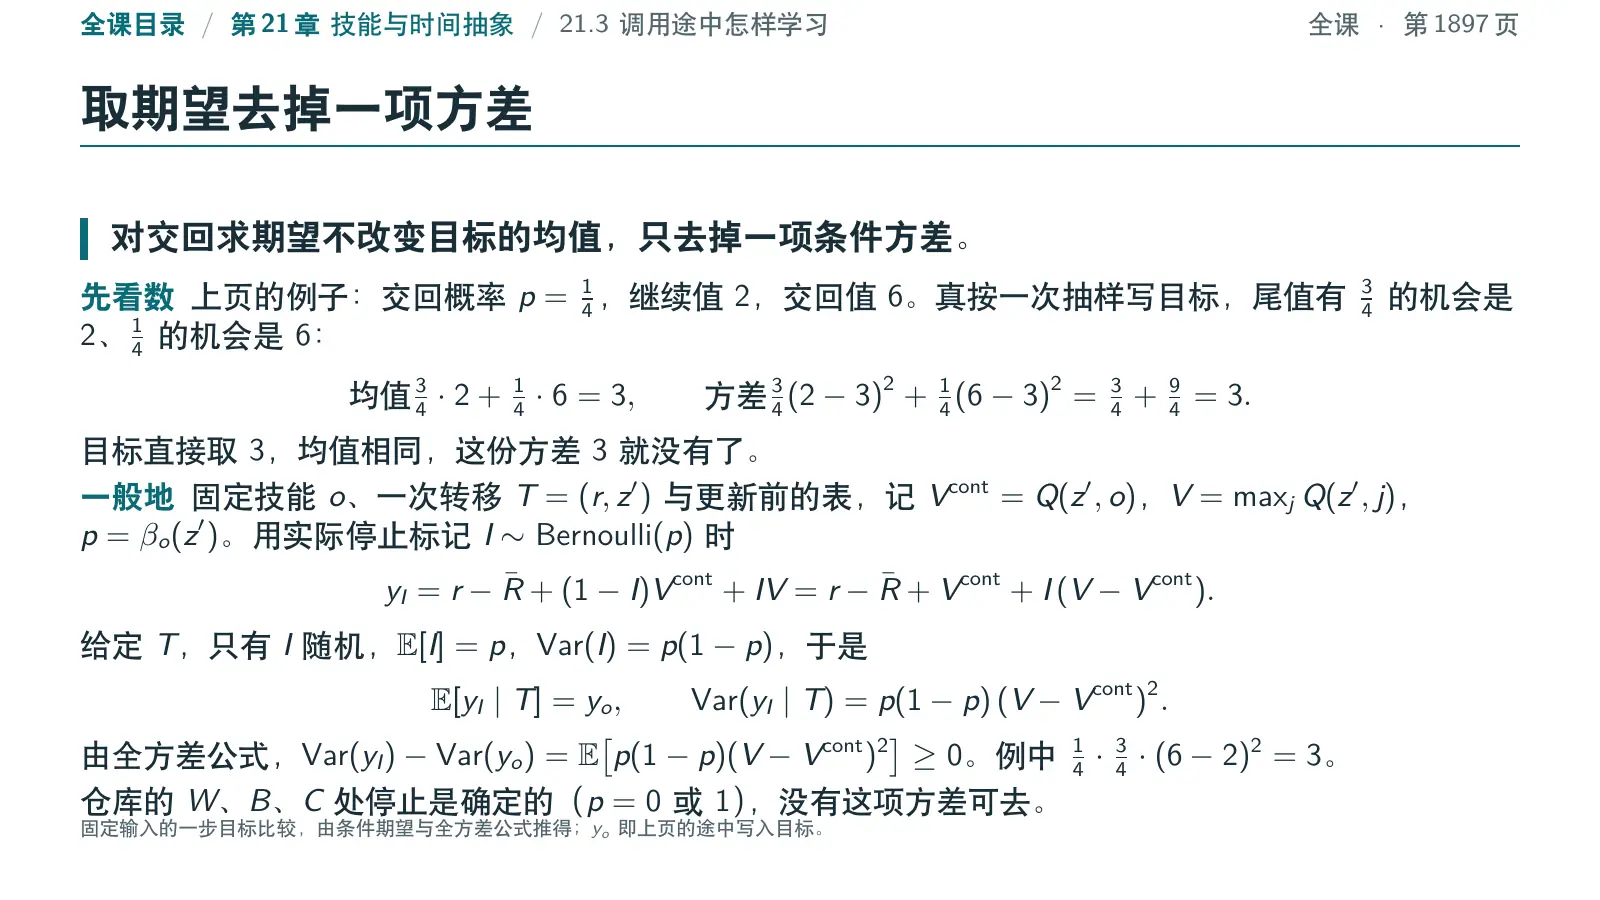 全课目录 / 第 21 章 技能与时间抽象 / 21.3 调用途中怎样学习
全课 · 第 1897 页
取期望去掉一项方差
对交回求期望不改变目标的均值，只去掉一项条件方差。
先看数 上页的例子：交回概率 p = 1/4，继续值 2，交回值 6。真按一次抽样写目标，尾值有 3/4 的机会是
2、1/4 的机会是 6：
均值 3/4 · 2 + 1/4 · 6 = 3,  方差 3/4 (2 − 3)² + 1/4 (6 − 3)² = 3/4 + 9/4 = 3.
目标直接取 3，均值相同，这份方差 3 就没有了。
一般地 固定技能 o、一次转移 T = (r, z′) 与更新前的表，记 V^cont = Q(z′, o)，V = max_j Q(z′, j)，
p = β_o(z′)。用实际停止标记 I ∼ Bernoulli(p) 时
y_I = r − R̄ + (1 − I)V^cont + IV = r − R̄ + V^cont + I(V − V^cont).
给定 T，只有 I 随机，𝔼[I] = p，Var(I) = p(1 − p)，于是
𝔼[y_I | T] = y_o,  Var(y_I | T) = p(1 − p)(V − V^cont)².
由全方差公式，Var(y_I) − Var(y_o) = 𝔼[p(1 − p)(V − V^cont)²] ≥ 0。例中 1/4 · 3/4 · (6 − 2)² = 3。
仓库的 W、B、C 处停止是确定的（p = 0 或 1），没有这项方差可去。
固定输入的一步目标比较，由条件期望与全方差公式推得；y_o 即上页的途中写入目标。